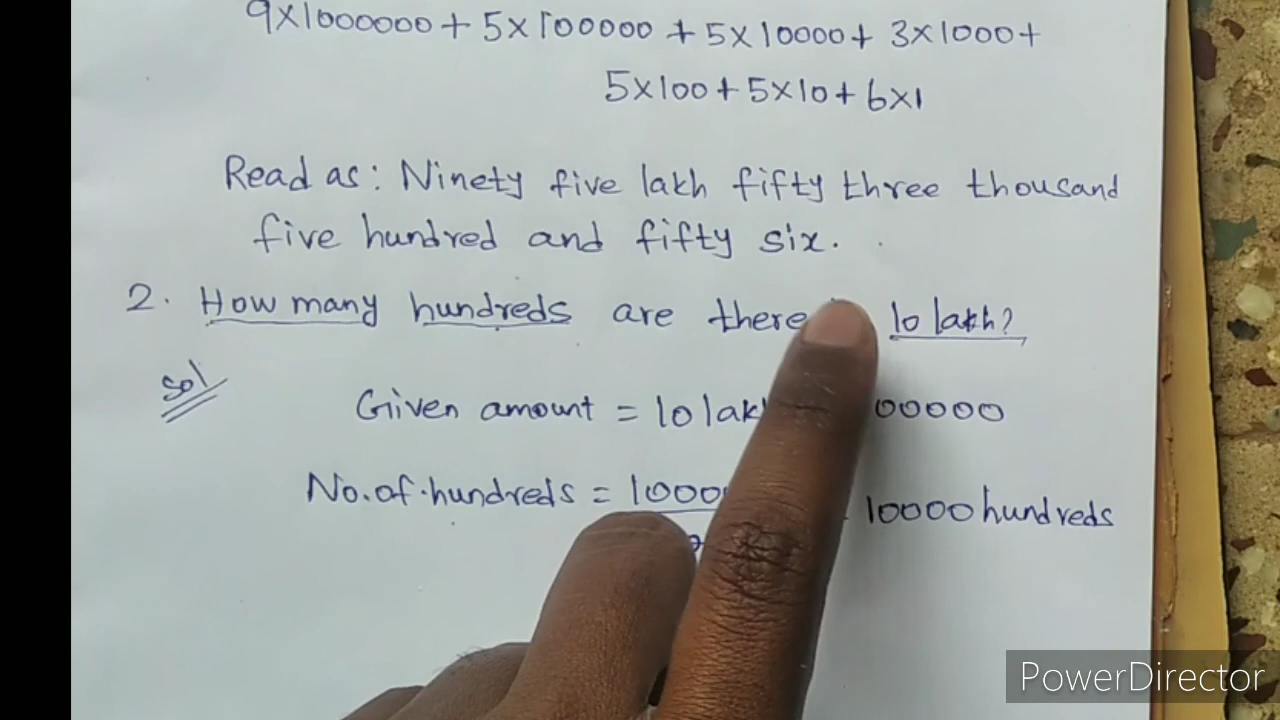 9×1000000 + 5×100000 + 5×10000 + 3×1000 +
5×100 + 5×10 + 6×1
Read as: Ninety five lakh fifty three thousand
five hundred and fifty six.
2. How many hundreds are there 10 lakh?
Sol
Given amount = 10 lak 00000
No.of.hundreds = 1000 10000 hundreds
PowerDirector